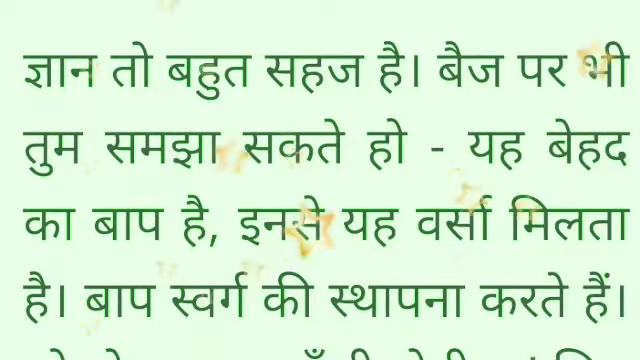 ज्ञान तो बहुत सहज है। बैज पर भी
तुम समझा सकते हो - यह बेहद
का बाप है, इनसे यह वर्सा मिलता
है। बाप स्वर्ग की स्थापना करते हैं।